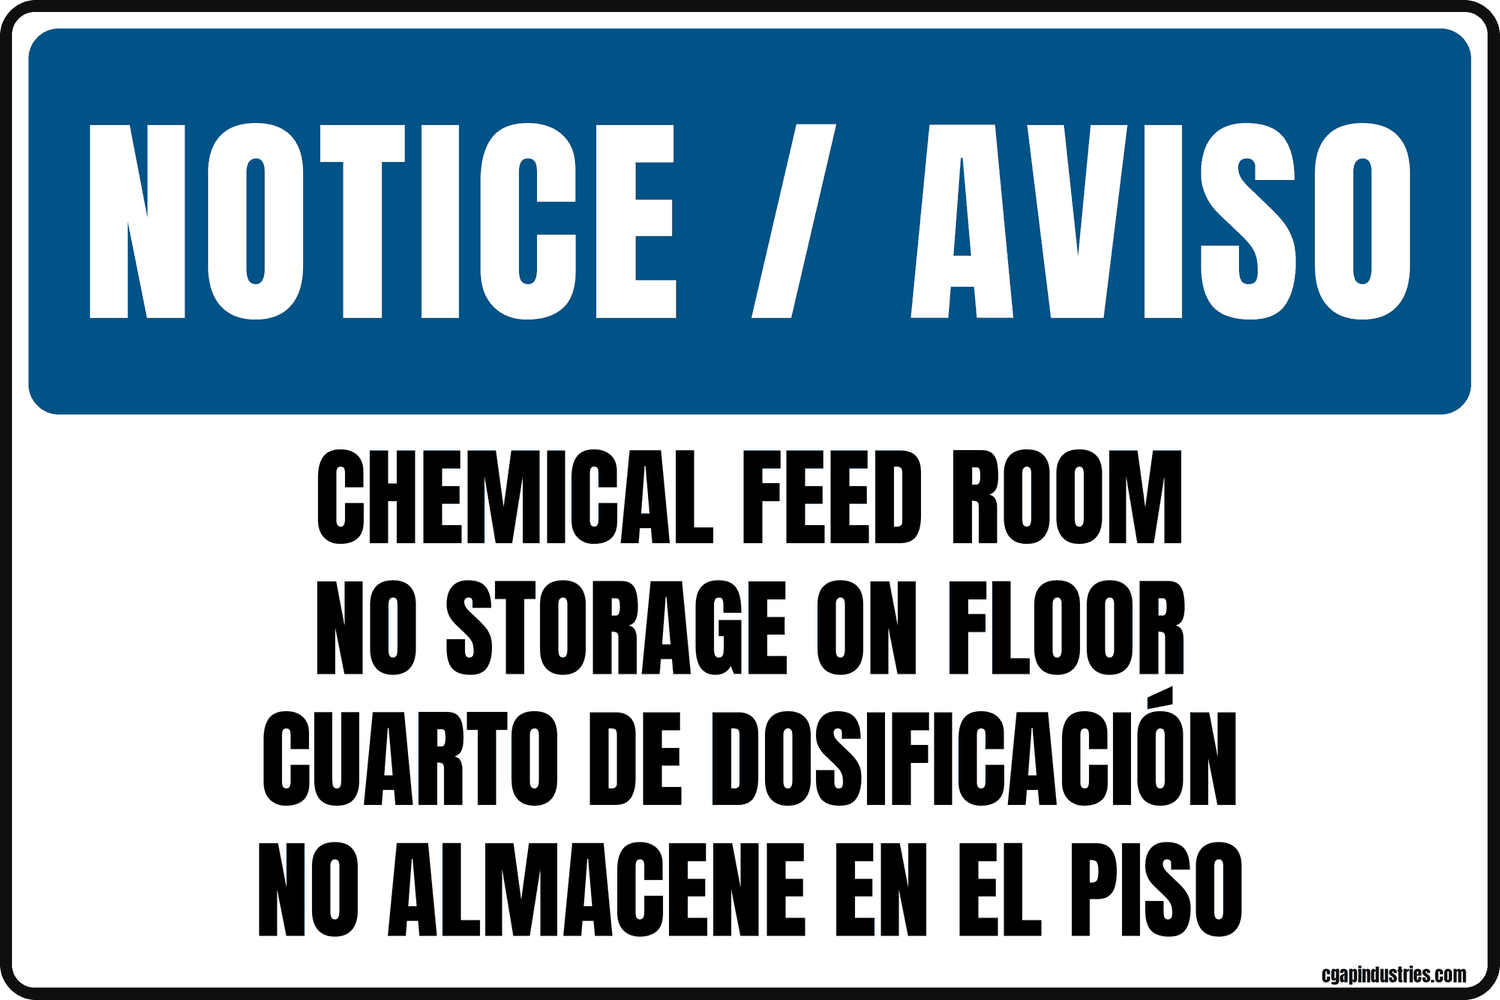 NOTICE / AVISO
CHEMICAL FEED ROOM
NO STORAGE ON FLOOR
CUARTO DE DOSIFICACIÓN
NO ALMACENE EN EL PISO
cgapindustries.com